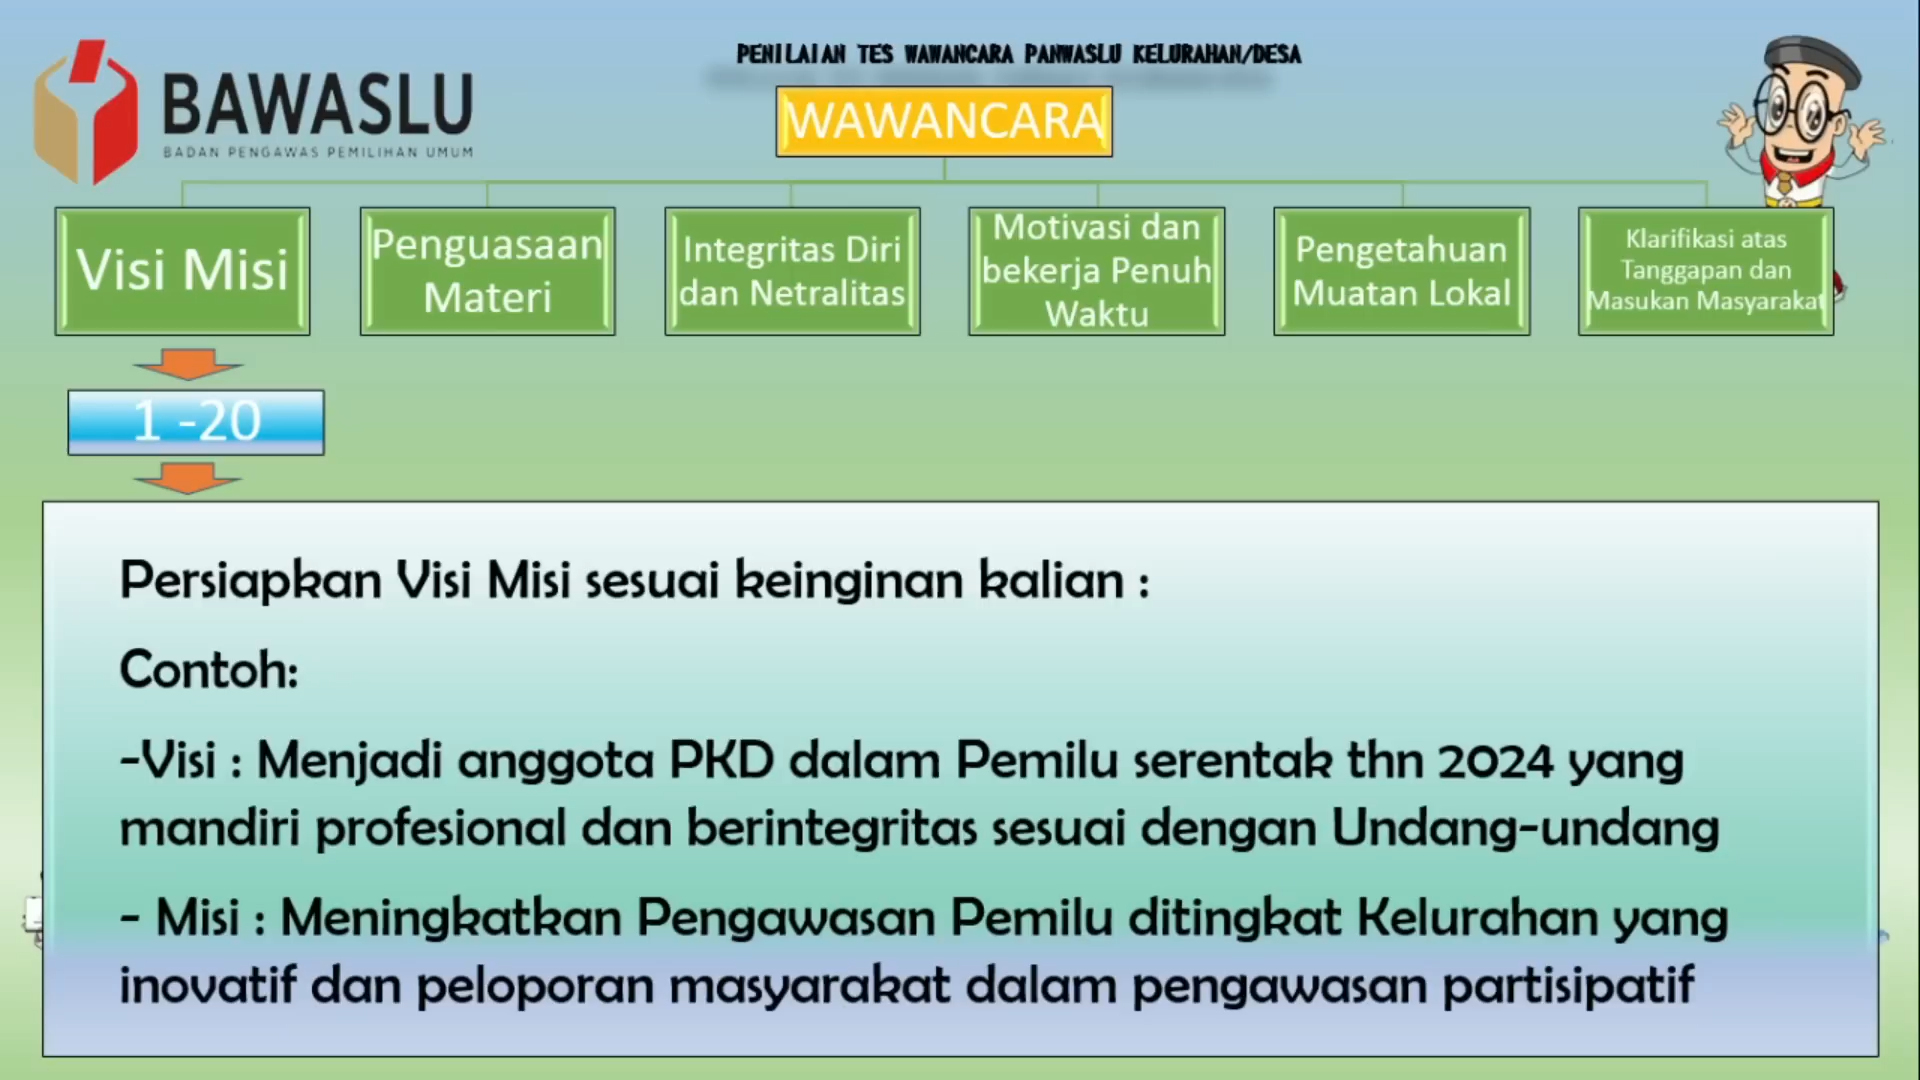 PENILAIAN TES WAWANCARA PANWASLU KELURAHAN/DESA
BAWASLU
BADAN PENGAWAS PEMILIHAN UMUM
WAWANCARA
Visi Misi
Penguasaan
Materi
Integritas Diri
dan Netralitas
Motivasi dan
bekerja Penuh
Waktu
Pengetahuan
Muatan Lokal
Klarifikasi atas
Tanggapan dan
Masukan Masyarakat
1 -20
Persiapkan Visi Misi sesuai keinginan kalian :
Contoh:
-Visi : Menjadi anggota PKD dalam Pemilu serentak thn 2024 yang
mandiri profesional dan berintegritas sesuai dengan Undang-undang
- Misi : Meningkatkan Pengawasan Pemilu ditingkat Kelurahan yang
inovatif dan peloporan masyarakat dalam pengawasan partisipatif